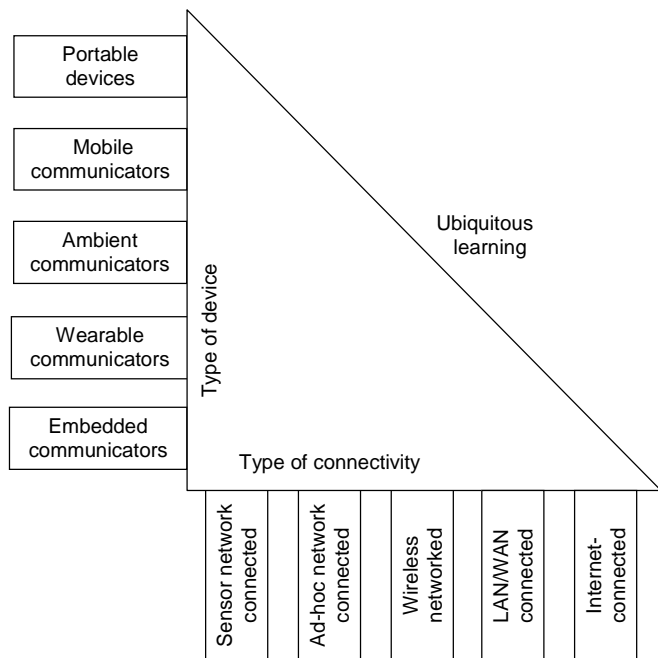 Portable
devices
Mobile
communicators
Ambient
communicators
Wearable
communicators
Embedded
communicators
Type of device
Ubiquitous
learning
Type of connectivity
Sensor network
connected
Ad-hoc network
connected
Wireless
networked
LAN/WAN
connected
Internet-
connected